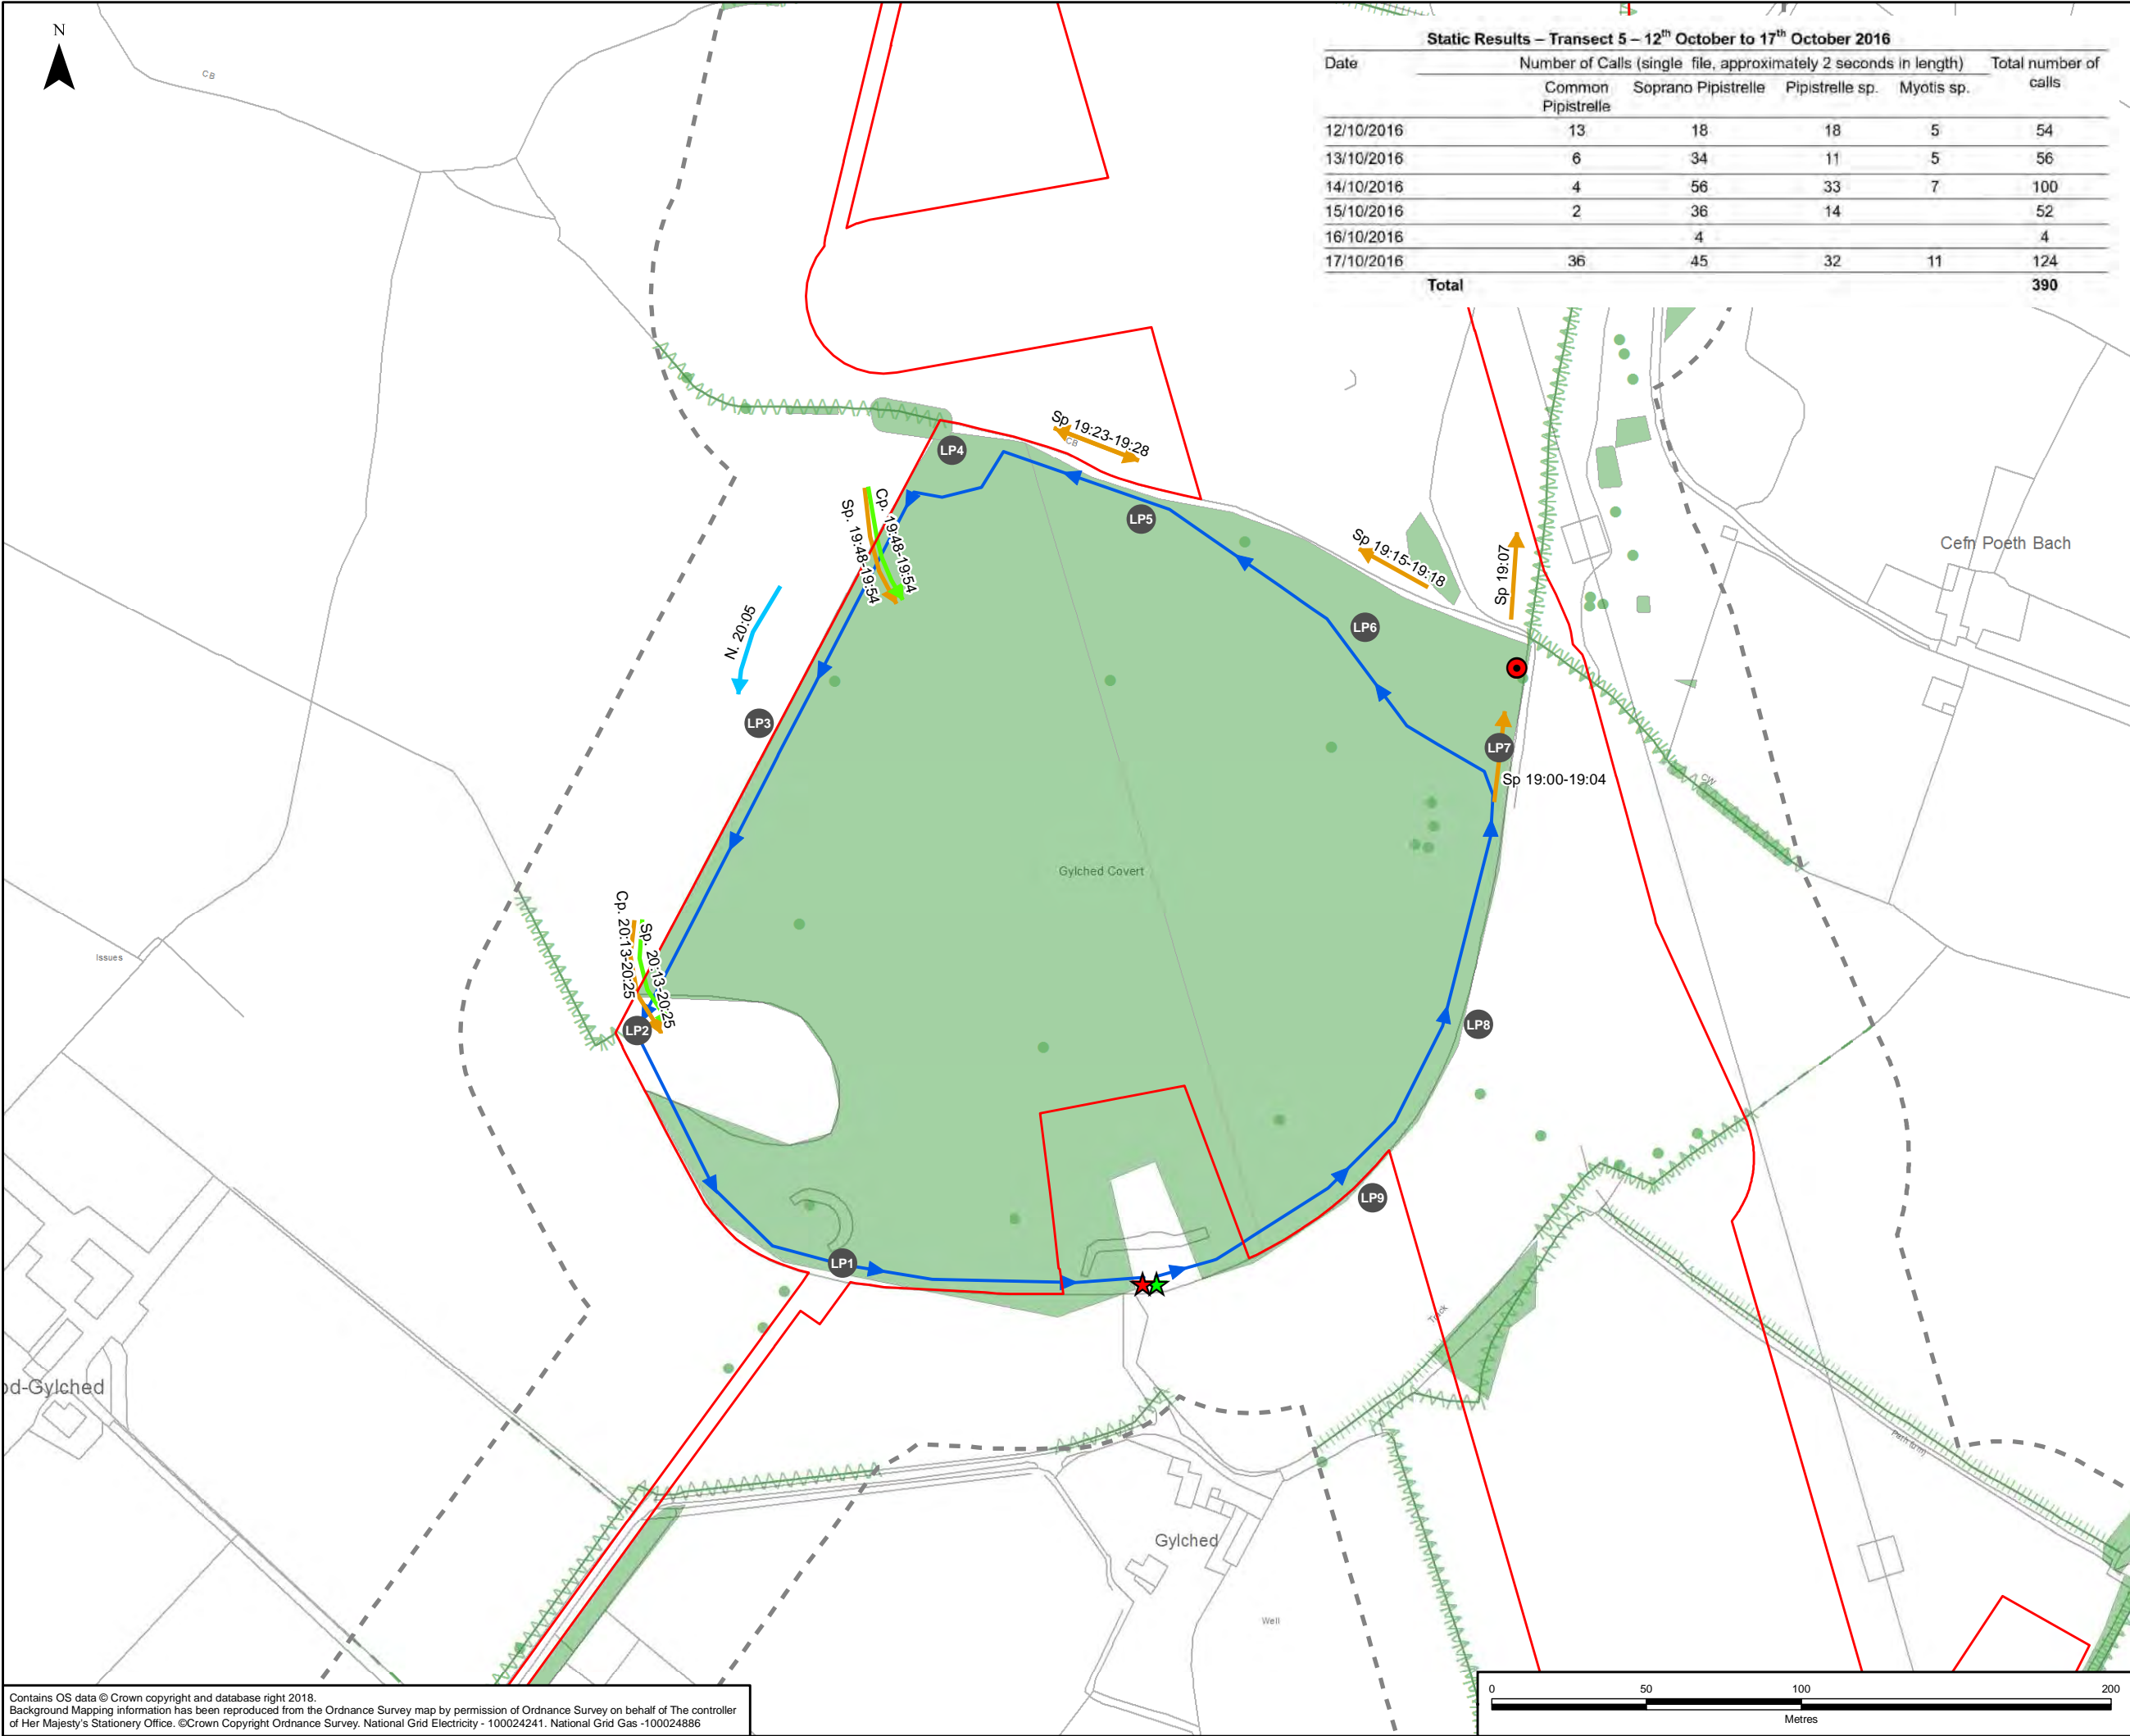 N
Static Results – Transect 5 – 12th October to 17th October 2016
Date Number of Calls (single file, approximately 2 seconds in length) Total number of calls
Common Pipistrelle Soprano Pipistrelle Pipistrelle sp. Myotis sp.
12/10/2016 13 18 18 5 54
13/10/2016 6 34 11 5 56
14/10/2016 4 56 33 7 100
15/10/2016 2 36 14 52
16/10/2016 4 4
17/10/2016 36 45 32 11 124
Total 390
CB
Sp 19:23-19:28
CB
LP4
Cp. 19:48-19:54
Sp. 19:48-19:54
LP5
Sp 19:15-19:18
Sp 19:07
Cefn Poeth Bach
N. 20:05
LP6
LP3
LP7
Sp 19:00-19:04
CW
Gylched Covert
Cp. 20:13-20:25
Sp. 20:13-20:25
Issues
LP2
LP8
LP9
LP1
Track
od-Gylched
Path (um)
Gylched
Well
Contains OS data © Crown copyright and database right 2018.
Background Mapping information has been reproduced from the Ordnance Survey map by permission of Ordnance Survey on behalf of The controller
of Her Majesty's Stationery Office. ©Crown Copyright Ordnance Survey. National Grid Electricity - 100024241. National Grid Gas -100024886
0 50 100 200
Metres